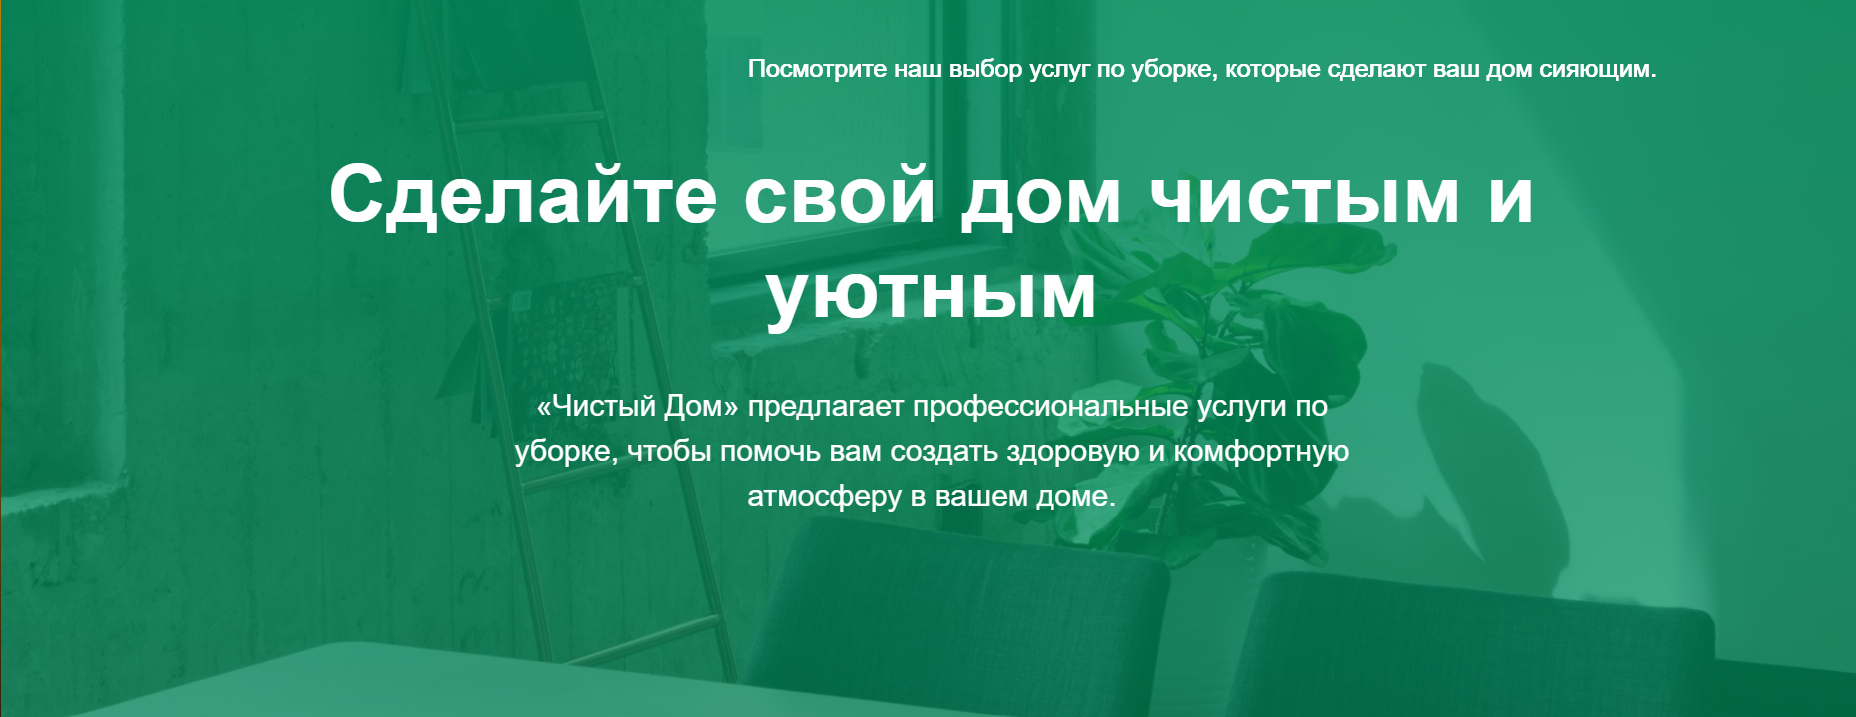 Посмотрите наш выбор услуг по уборке, которые сделают ваш дом сияющим.
Сделайте свой дом чистым и
уютным
«Чистый Дом» предлагает профессиональные услуги по
уборке, чтобы помочь вам создать здоровую и комфортную
атмосферу в вашем доме.